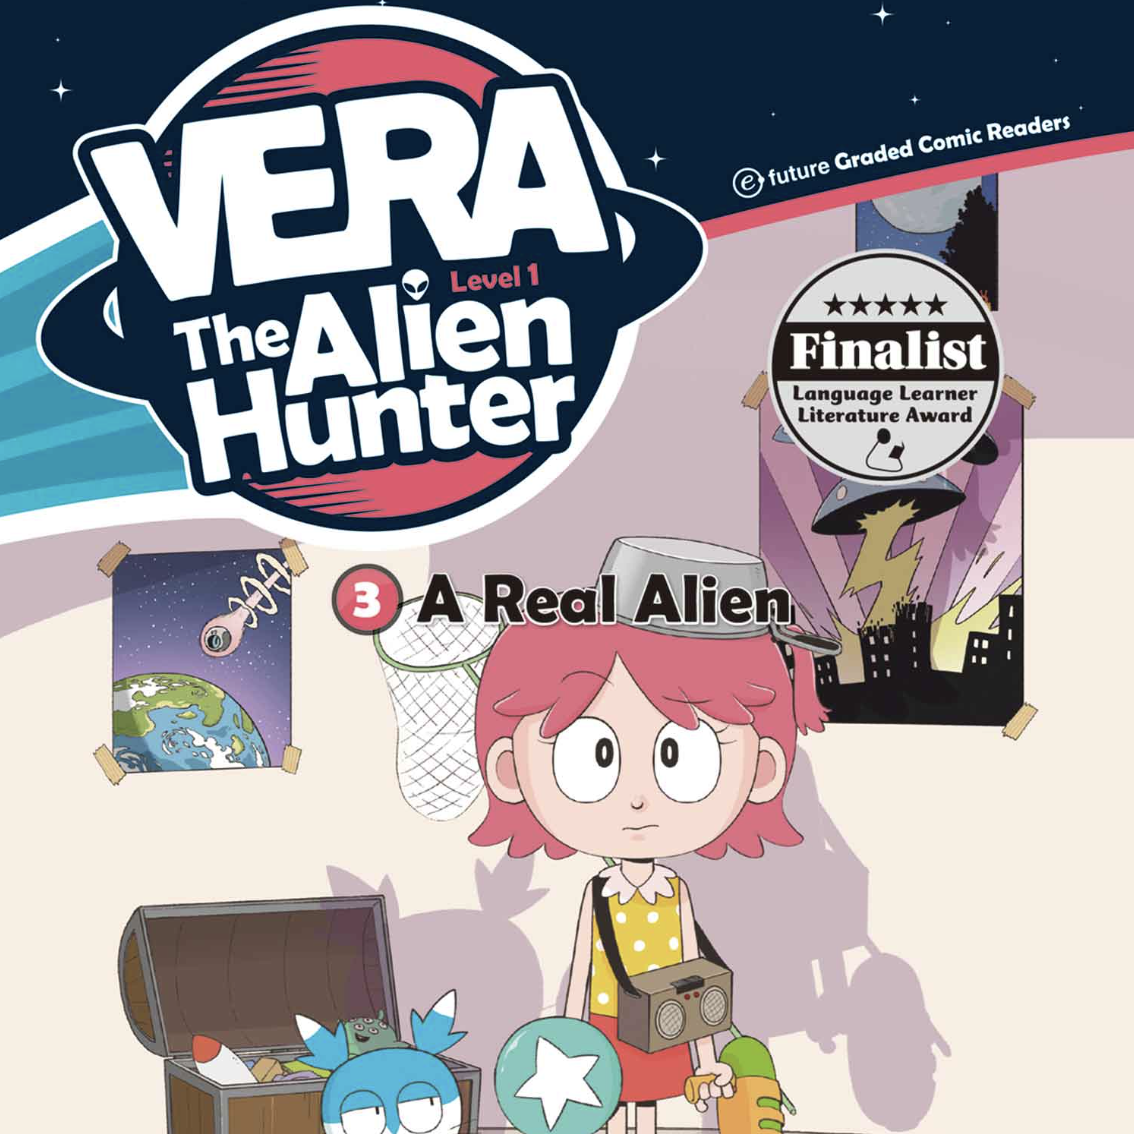 VERA
Level 1
The Alien
Hunter
e future Graded Comic Readers
★★★★★
Finalist
Language Learner
Literature Award
3 A Real Alien